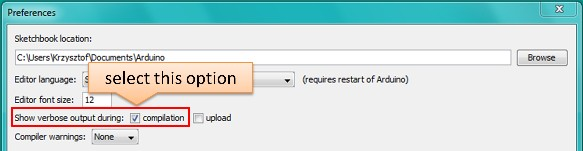 Preferences
Sketchbook location:
C:\Users\Krzysztof\Documents\Arduino
Browse
select this option
Editor language:
(requires restart of Arduino)
Editor font size: 12
Show verbose output during: compilation upload
Compiler warnings: None